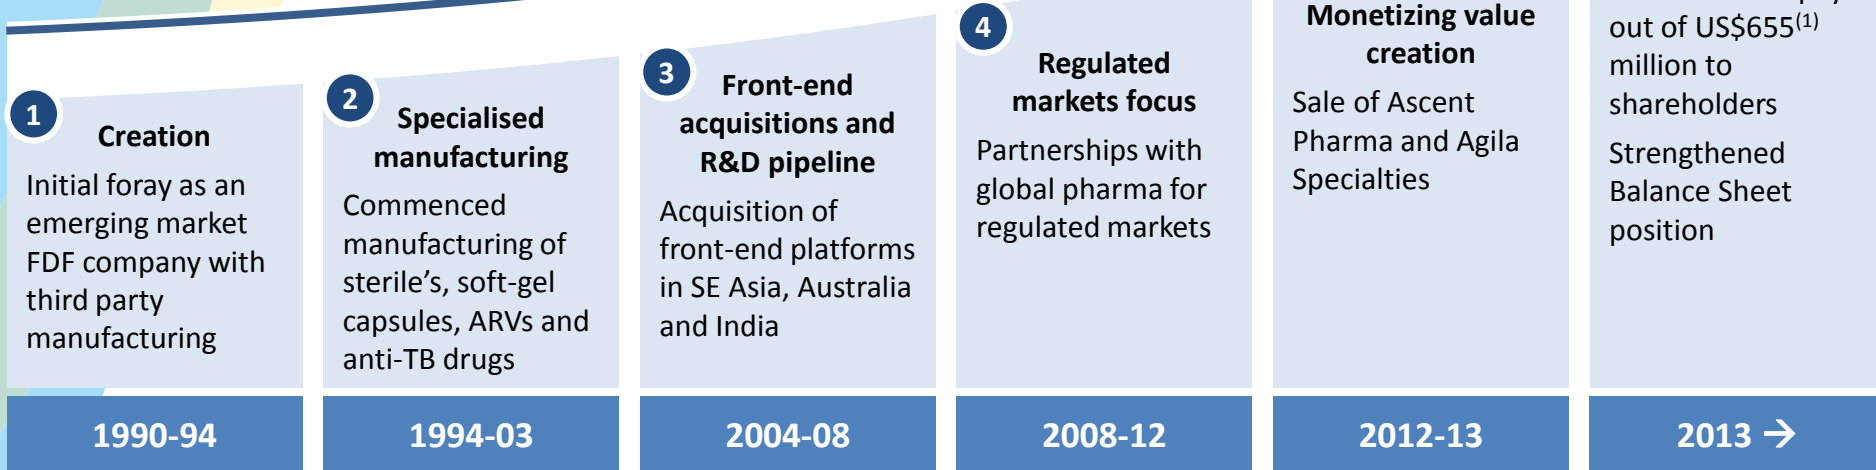 1
Creation
Initial foray as an
emerging market
FDF company with
third party
manufacturing
1990-94
2
Specialised
manufacturing
Commenced
manufacturing of
sterile's, soft-gel
capsules, ARVs and
anti-TB drugs
1994-03
3
Front-end
acquisitions and
R&D pipeline
Acquisition of
front-end platforms
in SE Asia, Australia
and India
2004-08
4
Regulated
markets focus
Partnerships with
global pharma for
regulated markets
2008-12
Monetizing value
creation
Sale of Ascent
Pharma and Agila
Specialties
2012-13
out of US$655(1)
million to
shareholders
Strengthened
Balance Sheet
position
2013 →